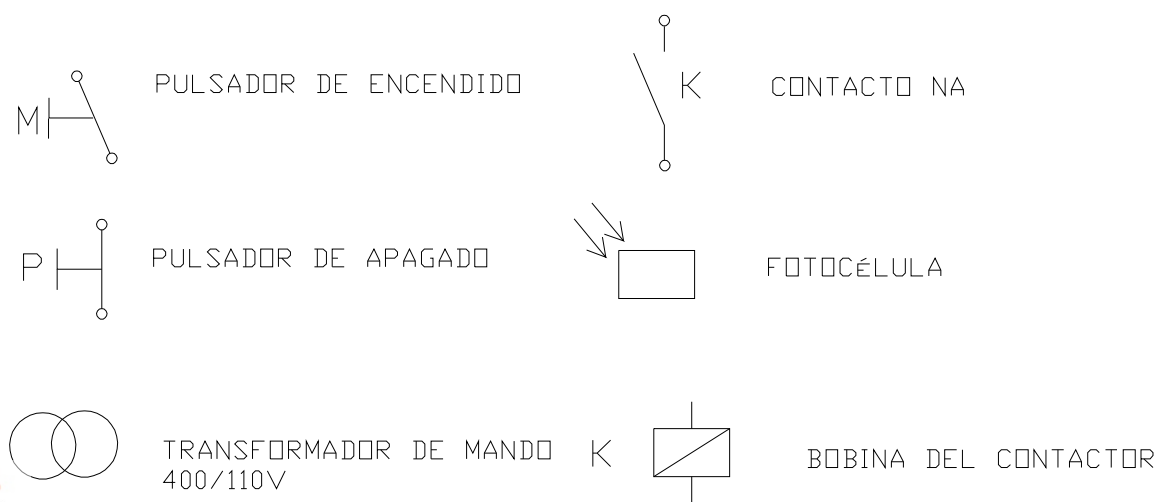 PULSADOR DE ENCENDIDO
M
K
CONTACTO NA
P
PULSADOR DE APAGADO
FOTOCÉLULA
TRANSFORMADOR DE MANDO
400/110V
K
BOBINA DEL CONTACTOR